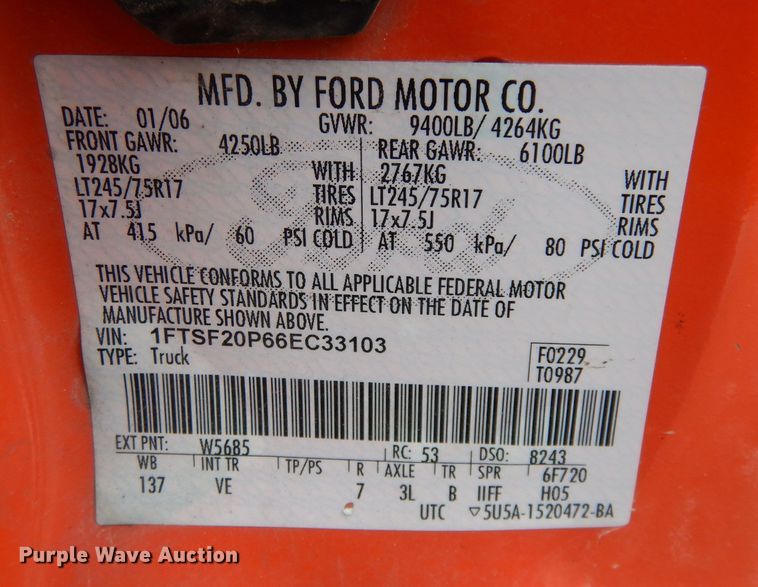 MFD. BY FORD MOTOR CO.
DATE: 01/06 GVWR: 9400LB/ 4264KG
FRONT GAWR: 4250LB REAR GAWR: 6100LB
1928KG WITH 2767KG WITH
LT245/75R17 TIRES LT245/75R17 TIRES
17x7.5J RIMS 17x7.5J RIMS
AT 415 kPa/ 60 PSI COLD AT 550 kPa/ 80 PSI COLD
THIS VEHICLE CONFORMS TO ALL APPLICABLE FEDERAL MOTOR
VEHICLE SAFETY STANDARDS IN EFFECT ON THE DATE OF
MANUFACTURE SHOWN ABOVE.
VIN: 1FTSF20P66EC33103
TYPE: Truck F0229
T0987
EXT PNT: W5685 RC: 53 DSO: 8243
WB INT TR TP/PS R AXLE TR SPR 6F720
137 VE 7 3L B IIFF H05
UTC ▽5U5A-1520472-BA
Purple Wave Auction